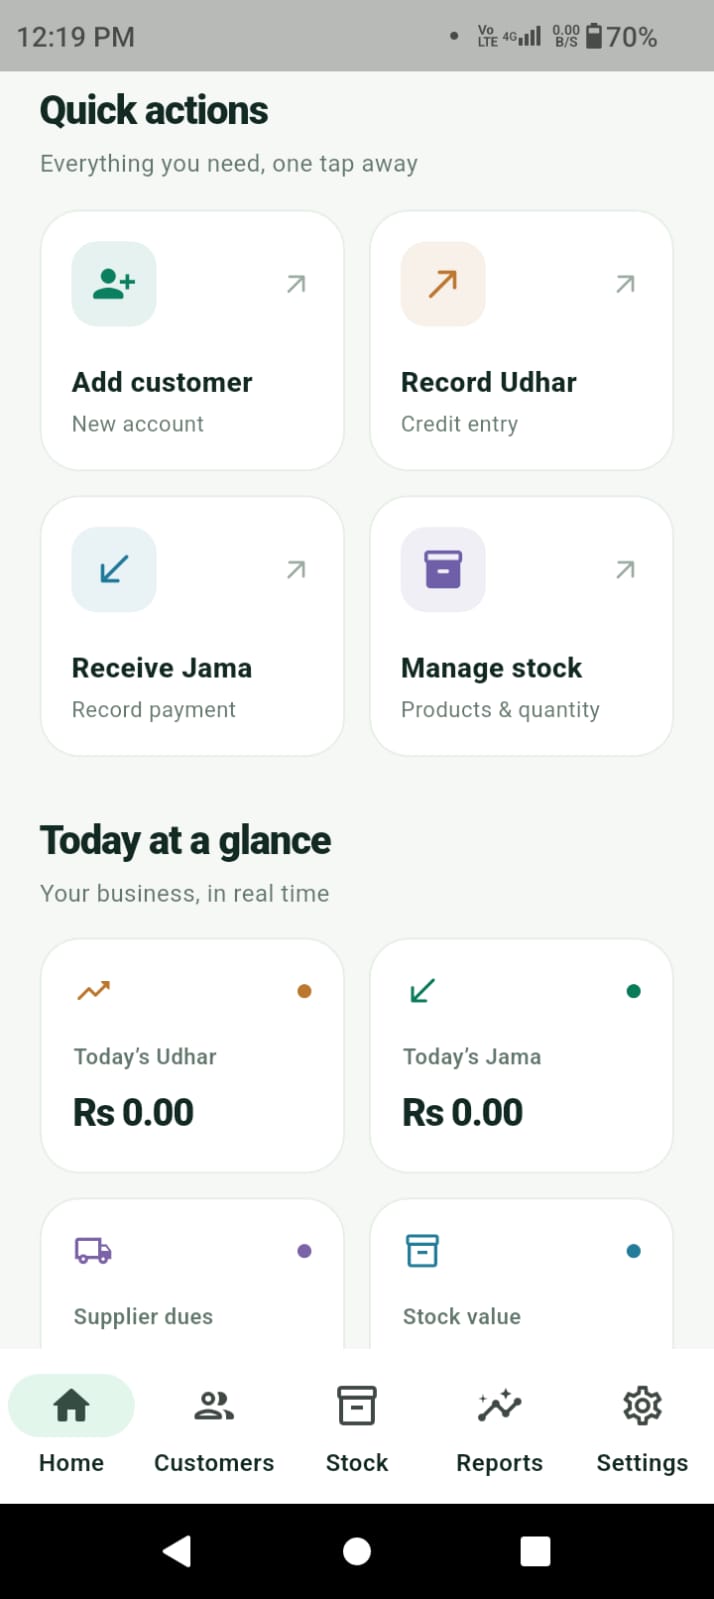 12:19 PM
Vo LTE 4G 0.00 B/S 70%
Quick actions
Everything you need, one tap away
Add customer
New account
Record Udhar
Credit entry
Receive Jama
Record payment
Manage stock
Products & quantity
Today at a glance
Your business, in real time
Today’s Udhar
Rs 0.00
Today’s Jama
Rs 0.00
Supplier dues
Stock value
Home
Customers
Stock
Reports
Settings